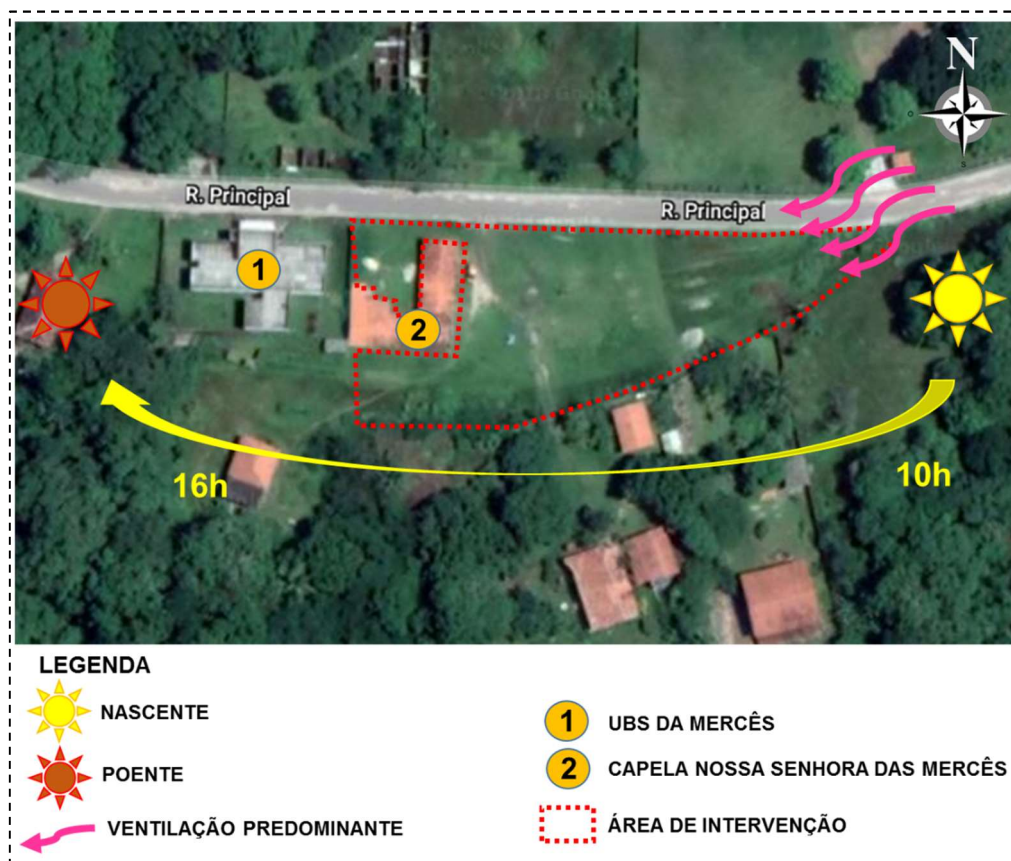 N
R. Principal
R. Principal
1
2
16h
10h
LEGENDA
NASCENTE
POENTE
VENTILAÇÃO PREDOMINANTE
1 UBS DA MERCÊS
2 CAPELA NOSSA SENHORA DAS MERCÊS
ÁREA DE INTERVENÇÃO